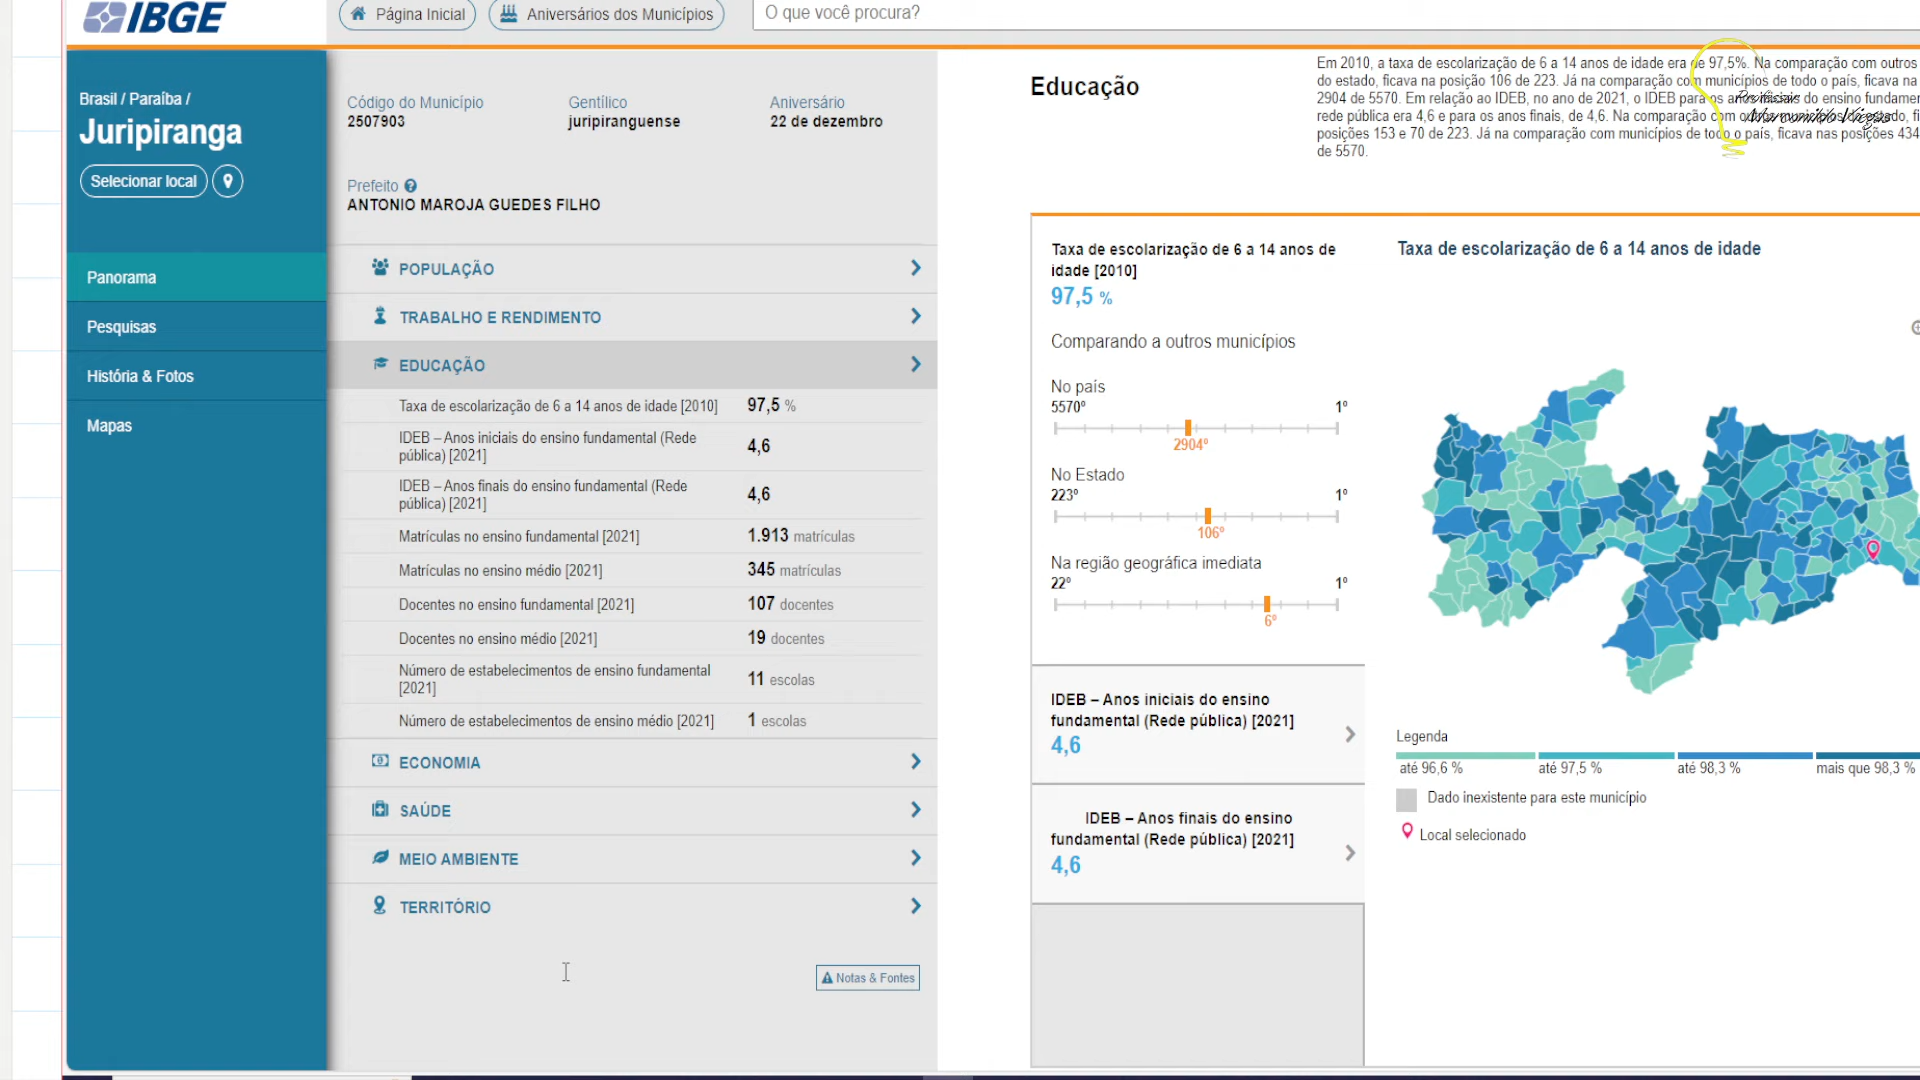 IBGE
Página Inicial
Aniversários dos Municípios
O que você procura?
Brasil / Paraíba /
Juripiranga
Selecionar local
Panorama
Pesquisas
História & Fotos
Mapas
Código do Município
2507903
Gentílico
juripiranguense
Aniversário
22 de dezembro
Prefeito
ANTONIO MAROJA GUEDES FILHO
POPULAÇÃO
TRABALHO E RENDIMENTO
EDUCAÇÃO
Taxa de escolarização de 6 a 14 anos de idade [2010] 97,5 %
IDEB – Anos iniciais do ensino fundamental (Rede
pública) [2021] 4,6
IDEB – Anos finais do ensino fundamental (Rede
pública) [2021] 4,6
Matrículas no ensino fundamental [2021] 1.913 matrículas
Matrículas no ensino médio [2021] 345 matrículas
Docentes no ensino fundamental [2021] 107 docentes
Docentes no ensino médio [2021] 19 docentes
Número de estabelecimentos de ensino fundamental
[2021] 11 escolas
Número de estabelecimentos de ensino médio [2021] 1 escolas
ECONOMIA
SAÚDE
MEIO AMBIENTE
TERRITÓRIO
Notas & Fontes
Educação
Em 2010, a taxa de escolarização de 6 a 14 anos de idade era de 97,5%. Na comparação com outros
do estado, ficava na posição 106 de 223. Já na comparação com municípios de todo o país, ficava na
2904 de 5570. Em relação ao IDEB, no ano de 2021, o IDEB para os anos iniciais do ensino fundamen
rede pública era 4,6 e para os anos finais, de 4,6. Na comparação com outros municípios do estado, fi
posições 153 e 70 de 223. Já na comparação com municípios de todo o país, ficava nas posições 434
de 5570.
Taxa de escolarização de 6 a 14 anos de
idade [2010]
97,5 %
Comparando a outros municípios
No país
5570º 1º
2904º
No Estado
223º 1º
106º
Na região geográfica imediata
22º 1º
6º
IDEB – Anos iniciais do ensino
fundamental (Rede pública) [2021]
4,6
IDEB – Anos finais do ensino
fundamental (Rede pública) [2021]
4,6
Taxa de escolarização de 6 a 14 anos de idade
Legenda
até 96,6 % até 97,5 % até 98,3 % mais que 98,3 %
Dado inexistente para este município
Local selecionado